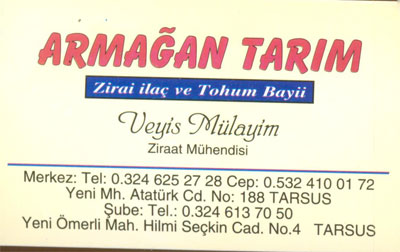 ARMAĞAN TARIM
Zirai ilaç ve Tohum Bayii
Veyis Mülayim
Ziraat Mühendisi
Merkez: Tel: 0.324 625 27 28 Cep: 0.532 410 01 72
Yeni Mh. Atatürk Cd. No: 188 TARSUS
Şube: Tel.: 0.324 613 70 50
Yeni Ömerli Mah. Hilmi Seçkin Cad. No.4 TARSUS